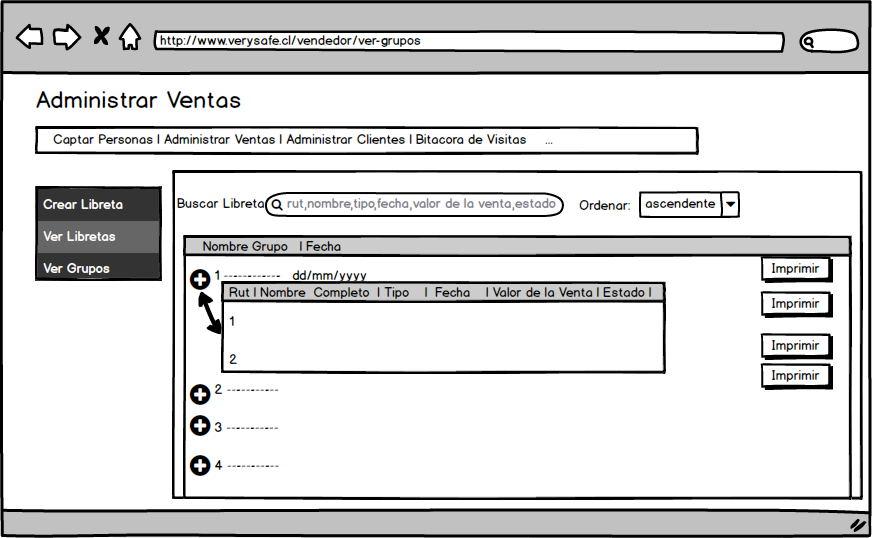 http://www.verysafe.cl/vendedor/ver-grupos
Administrar Ventas
Captar Personas | Administrar Ventas | Administrar Clientes | Bitacora de Visitas ...
Crear Libreta
Ver Libretas
Ver Grupos
Buscar Libreta rut,nombre,tipo,fecha,valor de la venta,estado Ordenar: ascendente
Nombre Grupo | Fecha
1 ------------ dd/mm/yyyy Imprimir
Rut | Nombre Completo | Tipo | Fecha | Valor de la Venta | Estado |
Imprimir
1
Imprimir
2
Imprimir
2 -----------
3 -----------
4 -----------